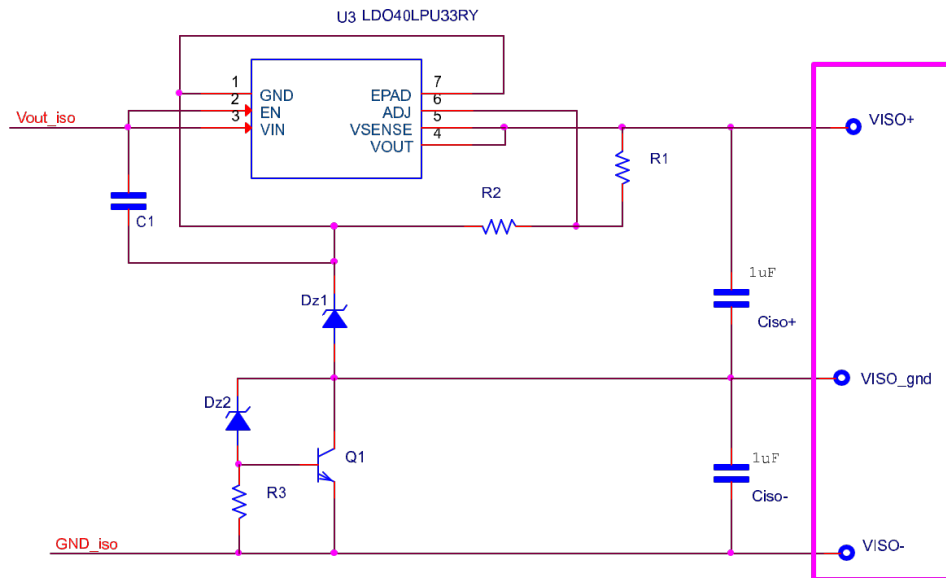 U3 LDO40LPU33RY
1
GND
2
EN
3
VIN
7
EPAD
6
ADJ
5
VSENSE
4
VOUT
Vout_iso
VISO+
R1
R2
C1
1uF
Dz1
Ciso+
VISO_gnd
Dz2
Q1
1uF
R3
Ciso-
GND_iso
VISO-